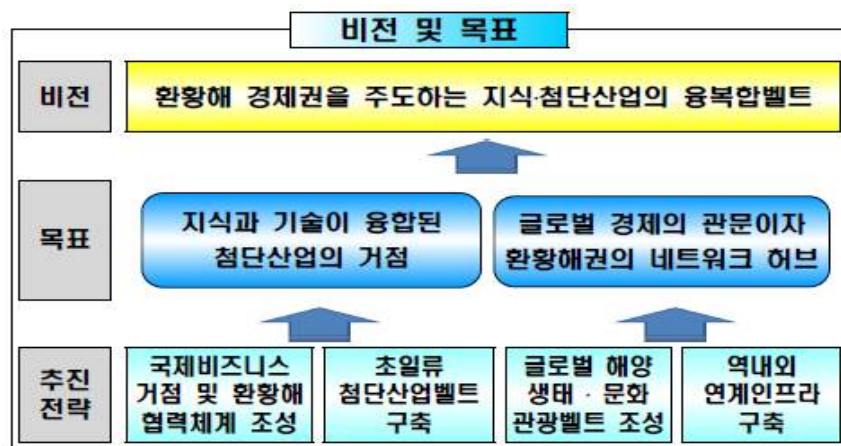 비전 및 목표
비전
환황해 경제권을 주도하는 지식·첨단산업의 융복합벨트
목표
지식과 기술이 융합된
첨단산업의 거점
글로벌 경제의 관문이자
환황해권의 네트워크 허브
추진
전략
국제비즈니스
거점 및 환황해
협력체계 조성
초일류
첨단산업벨트
구축
글로벌 해양
생태·문화
관광벨트 조성
역내외
연계인프라
구축